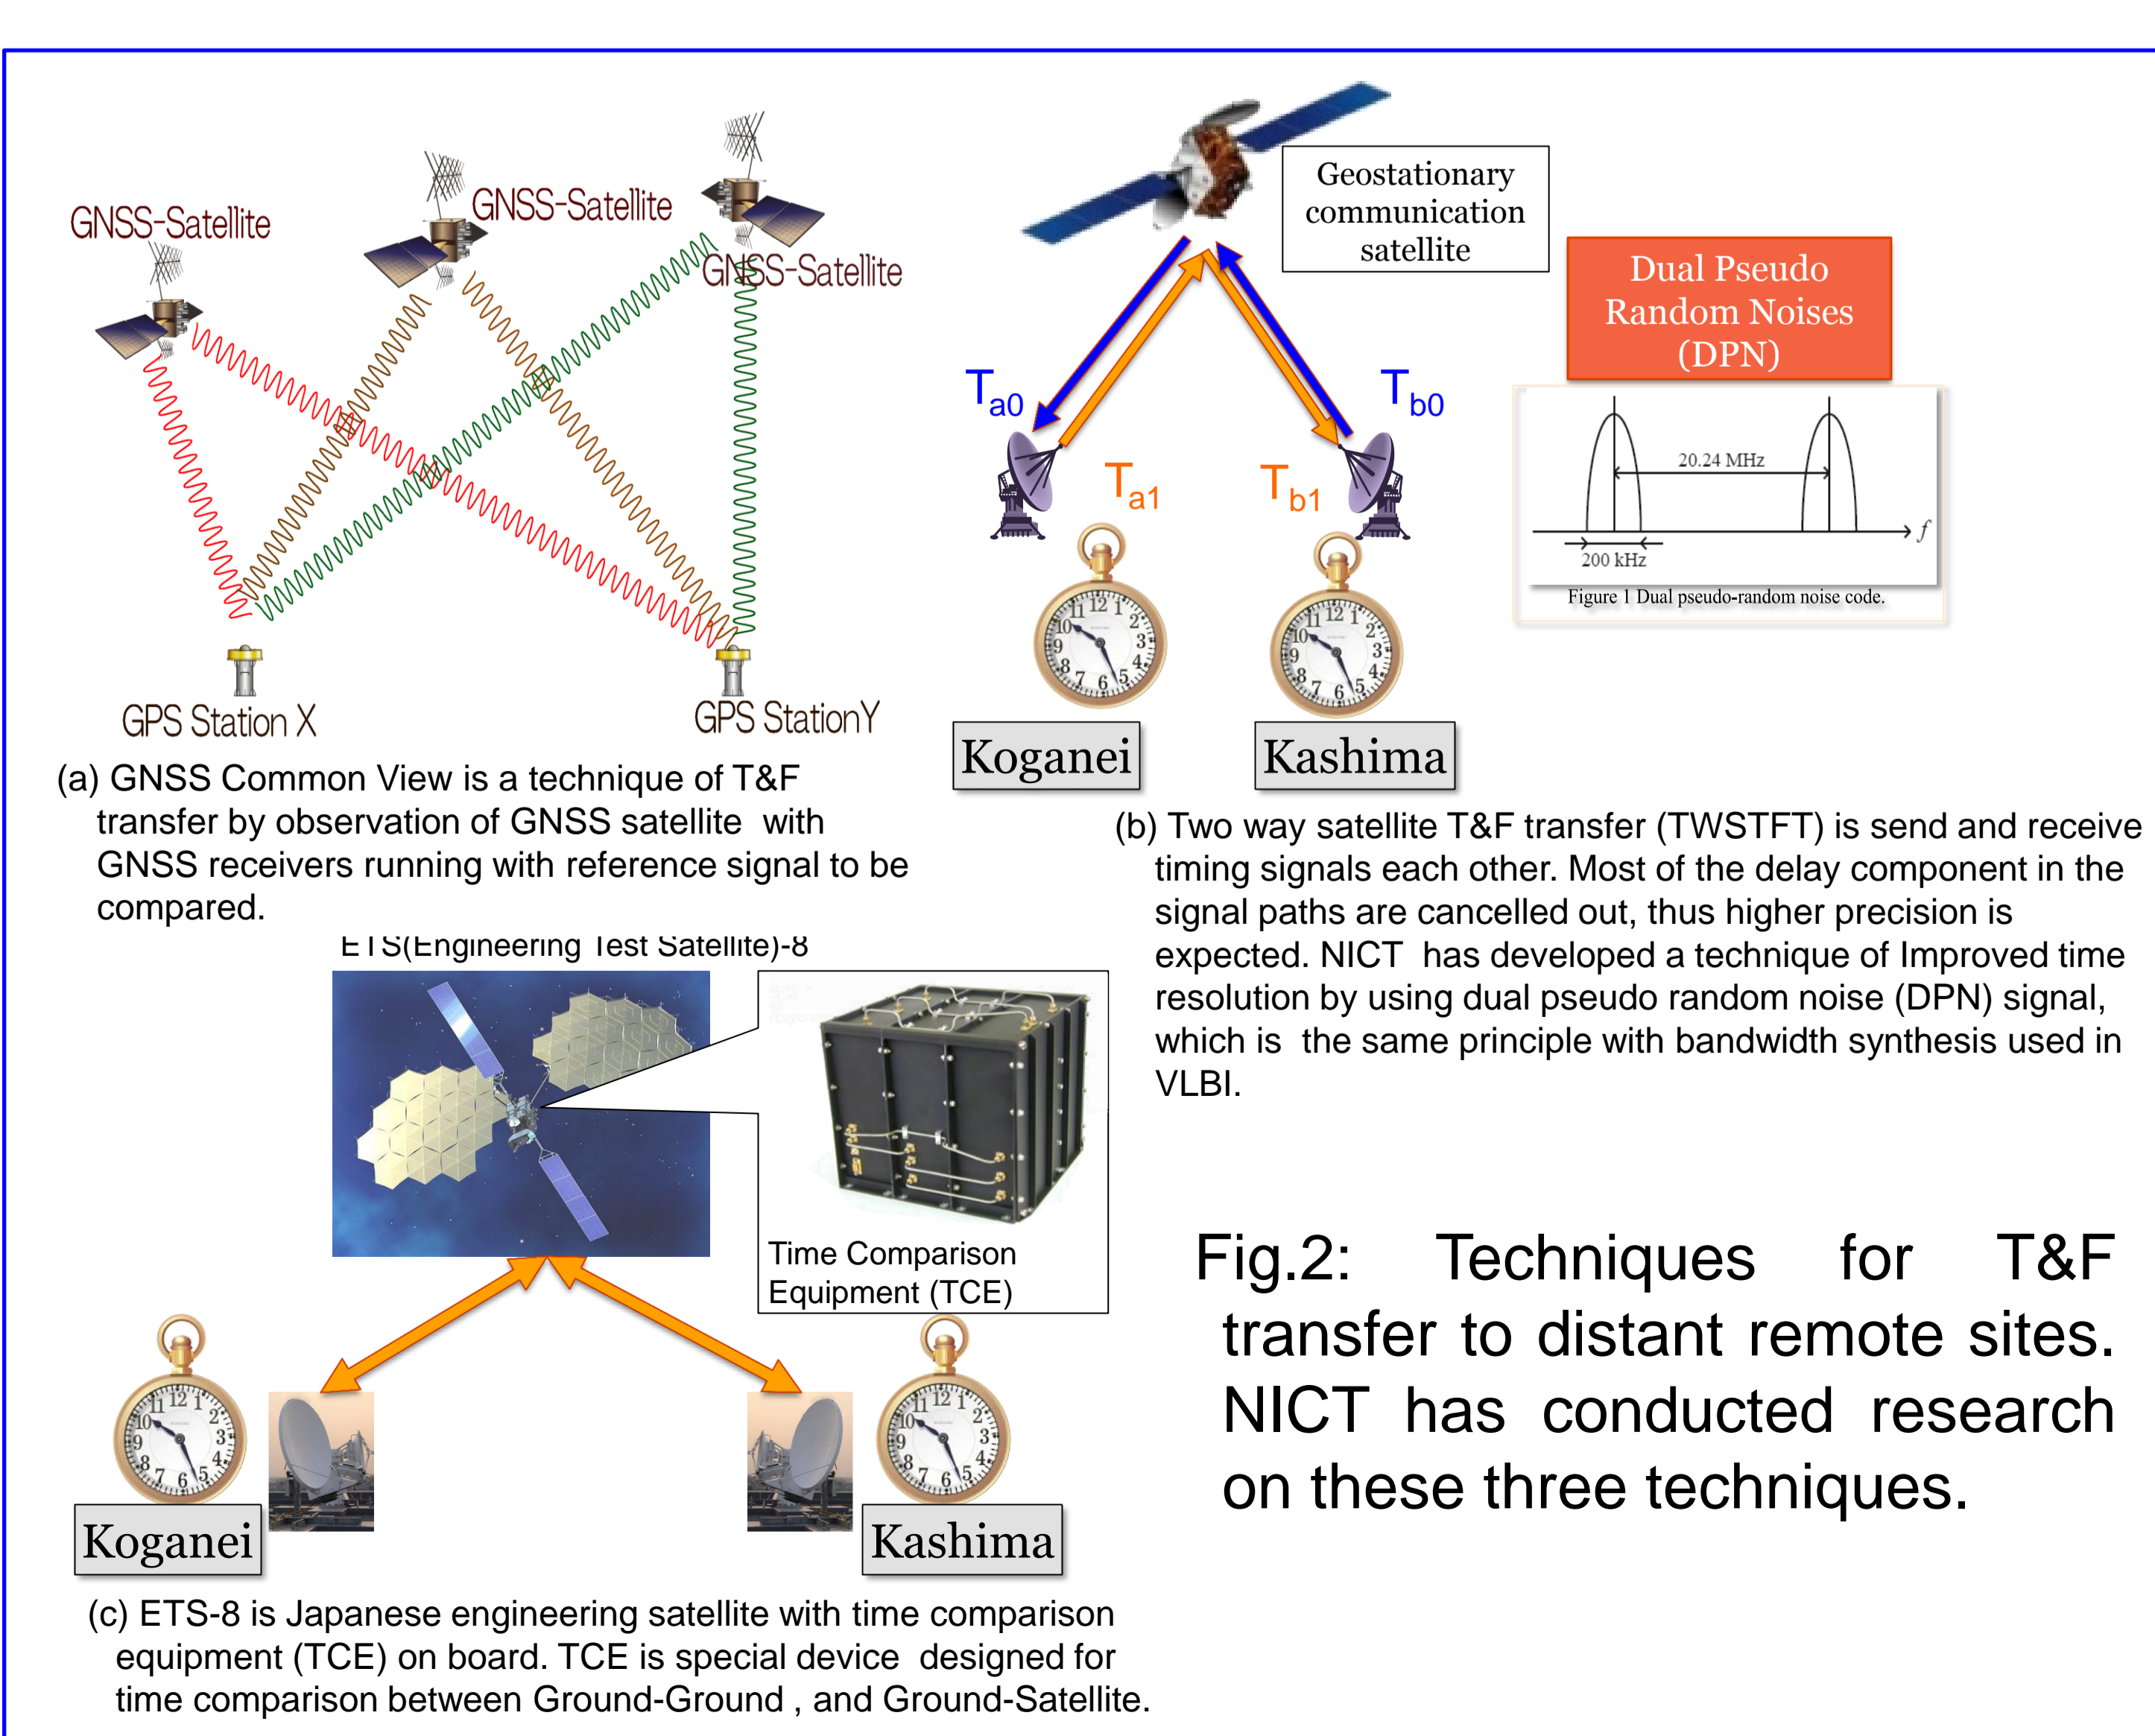 GNSS-Satellite
GNSS-Satellite
GNSS-Satellite
GPS Station X
GPS StationY
(a) GNSS Common View is a technique of T&F
transfer by observation of GNSS satellite with
GNSS receivers running with reference signal to be
compared.
Geostationary
communication
satellite
Ta0
Tb0
Ta1
Tb1
Koganei
Kashima
Dual Pseudo
Random Noises
(DPN)
20.24 MHz
f
200 kHz
Figure 1 Dual pseudo-random noise code.
(b) Two way satellite T&F transfer (TWSTFT) is send and receive
timing signals each other. Most of the delay component in the
signal paths are cancelled out, thus higher precision is
expected. NICT has developed a technique of Improved time
resolution by using dual pseudo random noise (DPN) signal,
which is the same principle with bandwidth synthesis used in
VLBI.
ETS(Engineering Test Satellite)-8
Time Comparison
Equipment (TCE)
Koganei
Kashima
(c) ETS-8 is Japanese engineering satellite with time comparison
equipment (TCE) on board. TCE is special device designed for
time comparison between Ground-Ground , and Ground-Satellite.
Fig.2: Techniques for T&F
transfer to distant remote sites.
NICT has conducted research
on these three techniques.